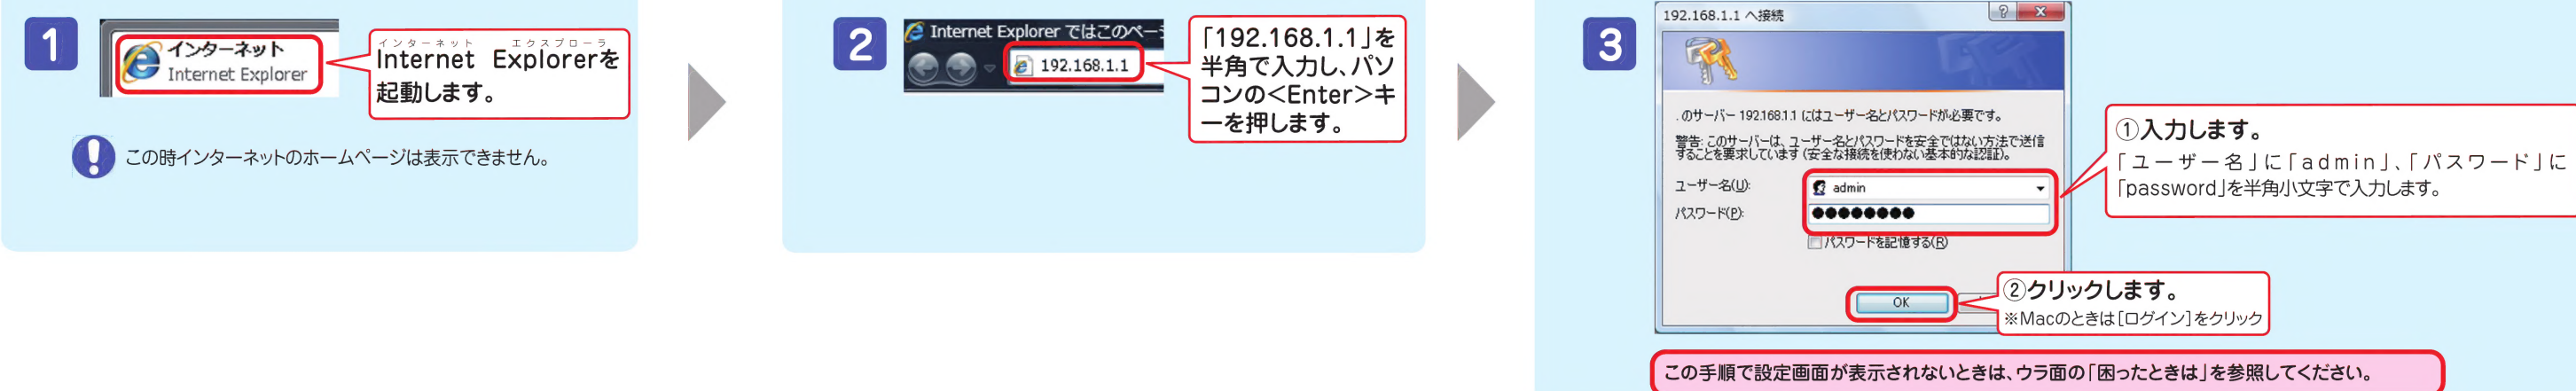 1
インターネット
Internet Explorer
インターネット エクスプローラ
Internet Explorerを
起動します。
この時インターネットのホームページは表示できません。
2
Internet Explorer ではこのペー
192.168.1.1
「192.168.1.1」を
半角で入力し、パソ
コンの<Enter>キ
ーを押します。
3
192.168.1.1 へ接続
.のサーバー 192.168.1.1 にはユーザー名とパスワードが必要です。
警告: このサーバーは、ユーザー名とパスワードを安全ではない方法で送信
することを要求しています (安全な接続を使わない基本的な認証)。
ユーザー名(U):
admin
パスワード(P):
●●●●●●●●
パスワードを記憶する(R)
OK
①入力します。
「ユーザー名」に「admin」、「パスワード」に
「password」を半角小文字で入力します。
②クリックします。
※Macのときは[ログイン]をクリック
この手順で設定画面が表示されないときは、ウラ面の「困ったときは」を参照してください。